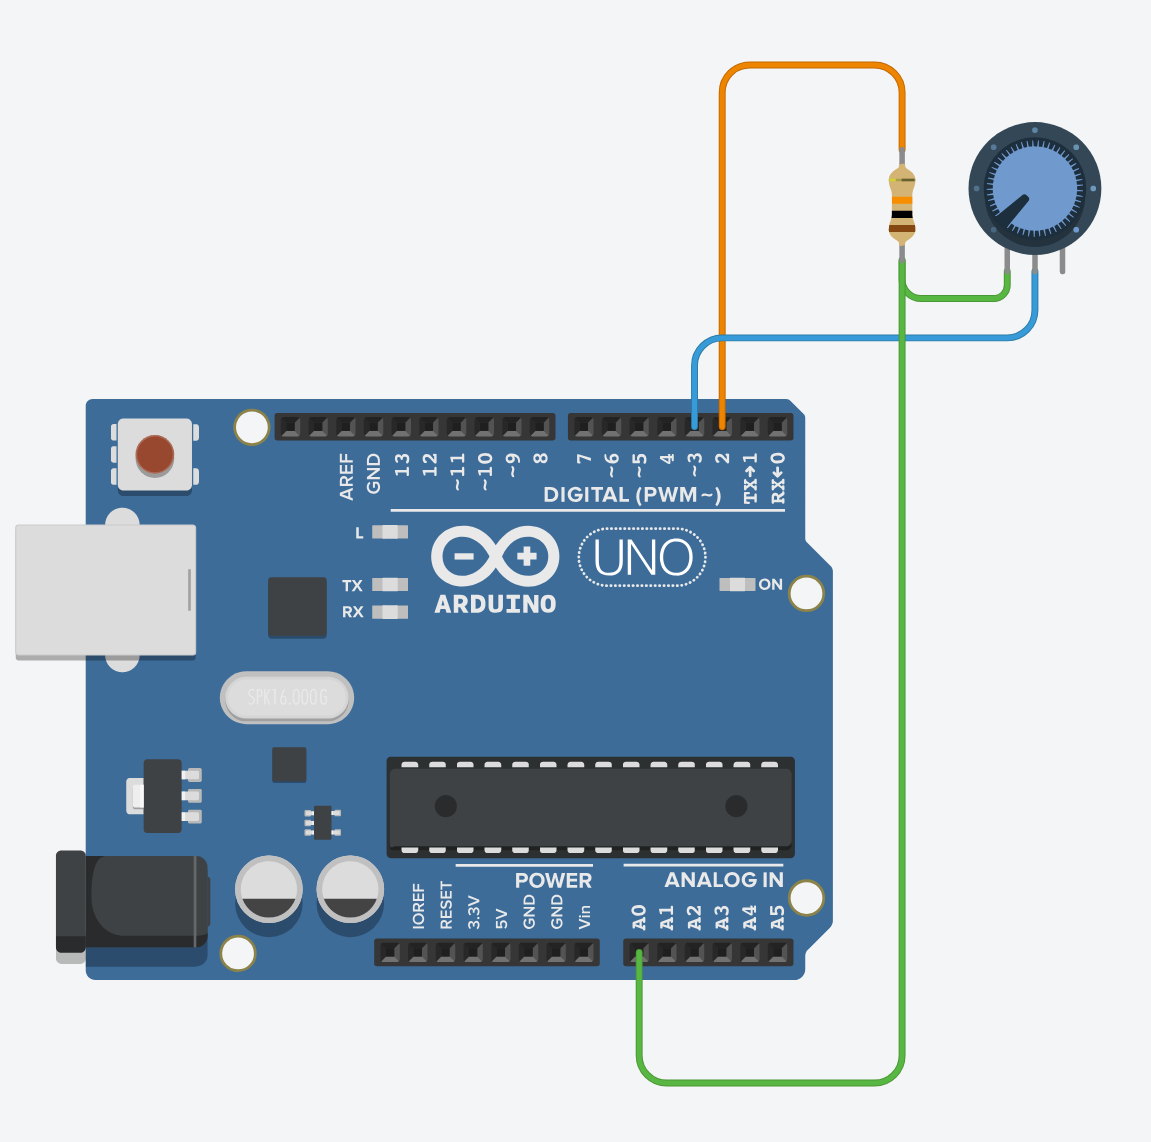 AREF
GND
13
12
~11
~10
~9
8
7
~6
~5
4
~3
2
TX→1
RX←0
DIGITAL (PWM~)
L
TX
RX
ARDUINO
UNO
ON
SPK16.000G
POWER
ANALOG IN
IOREF
RESET
3.3V
5V
GND
GND
Vin
A0
A1
A2
A3
A4
A5